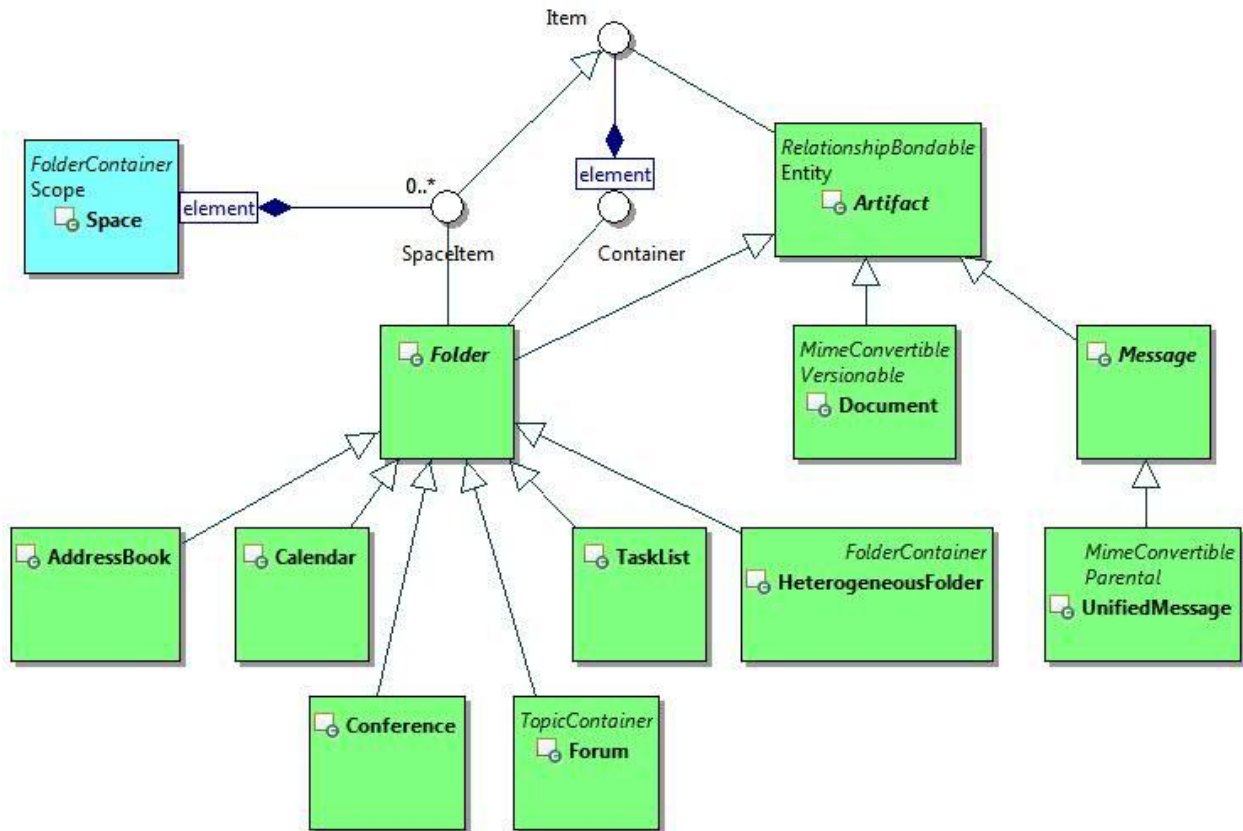 Item
FolderContainer
Scope
Space
element
0..*
SpaceItem
element
Container
RelationshipBondable
Entity
Artifact
Folder
MimeConvertible
Versionable
Document
Message
AddressBook
Calendar
TaskList
FolderContainer
HeterogeneousFolder
MimeConvertible
Parental
UnifiedMessage
Conference
TopicContainer
Forum